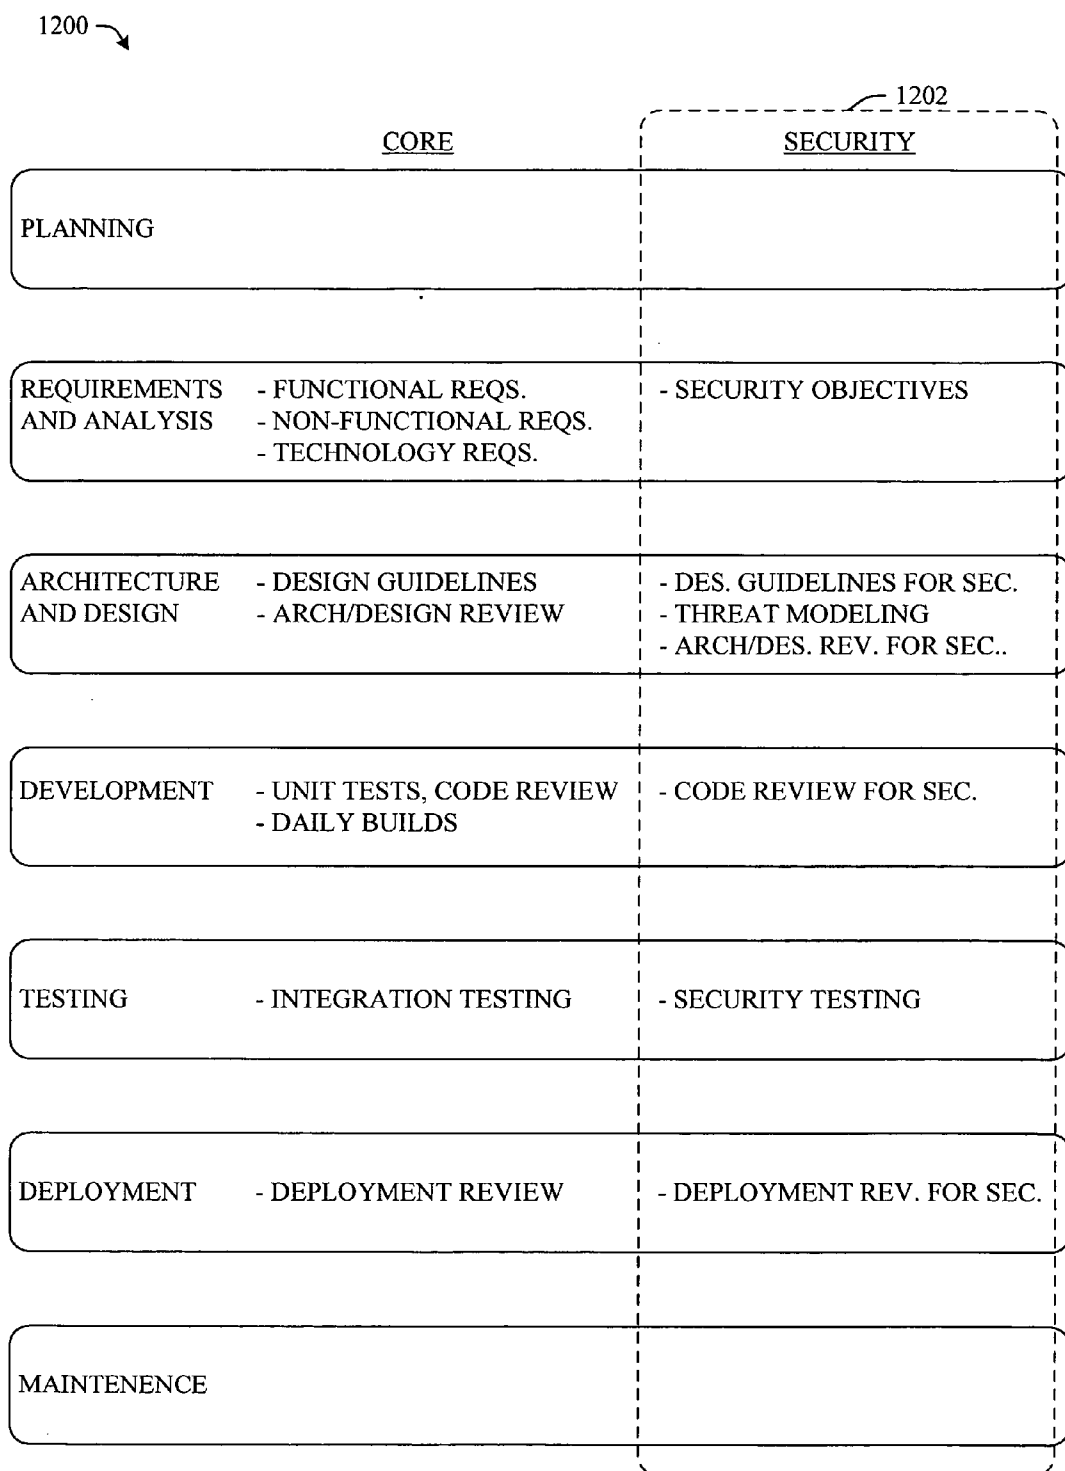 1200
1202
CORE SECURITY
PLANNING
REQUIREMENTS - FUNCTIONAL REQS. - SECURITY OBJECTIVES
AND ANALYSIS - NON-FUNCTIONAL REQS.
- TECHNOLOGY REQS.
ARCHITECTURE - DESIGN GUIDELINES - DES. GUIDELINES FOR SEC.
AND DESIGN - ARCH/DESIGN REVIEW - THREAT MODELING
- ARCH/DES. REV. FOR SEC..
DEVELOPMENT - UNIT TESTS, CODE REVIEW - CODE REVIEW FOR SEC.
- DAILY BUILDS
TESTING - INTEGRATION TESTING - SECURITY TESTING
DEPLOYMENT - DEPLOYMENT REVIEW - DEPLOYMENT REV. FOR SEC.
MAINTENENCE